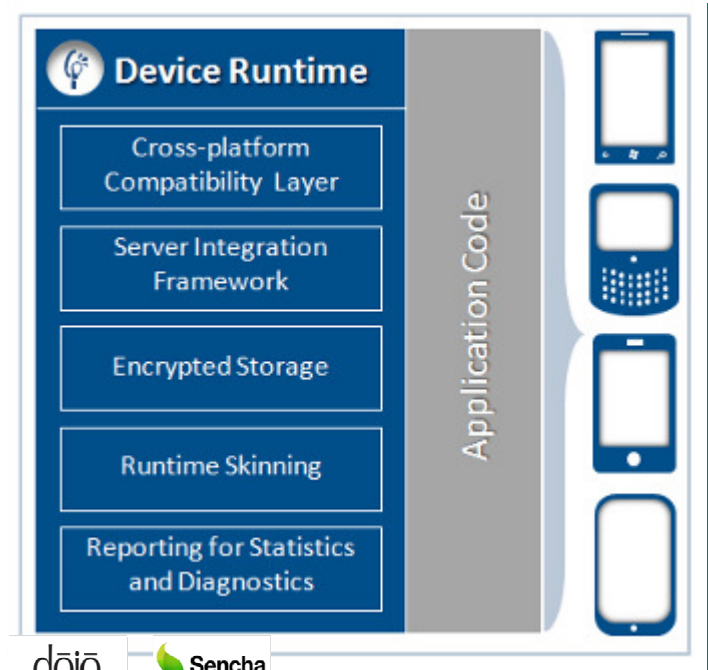 Device Runtime
Cross-platform
Compatibility Layer
Server Integration
Framework
Encrypted Storage
Runtime Skinning
Reporting for Statistics
and Diagnostics
Application Code
dōjō
Sencha